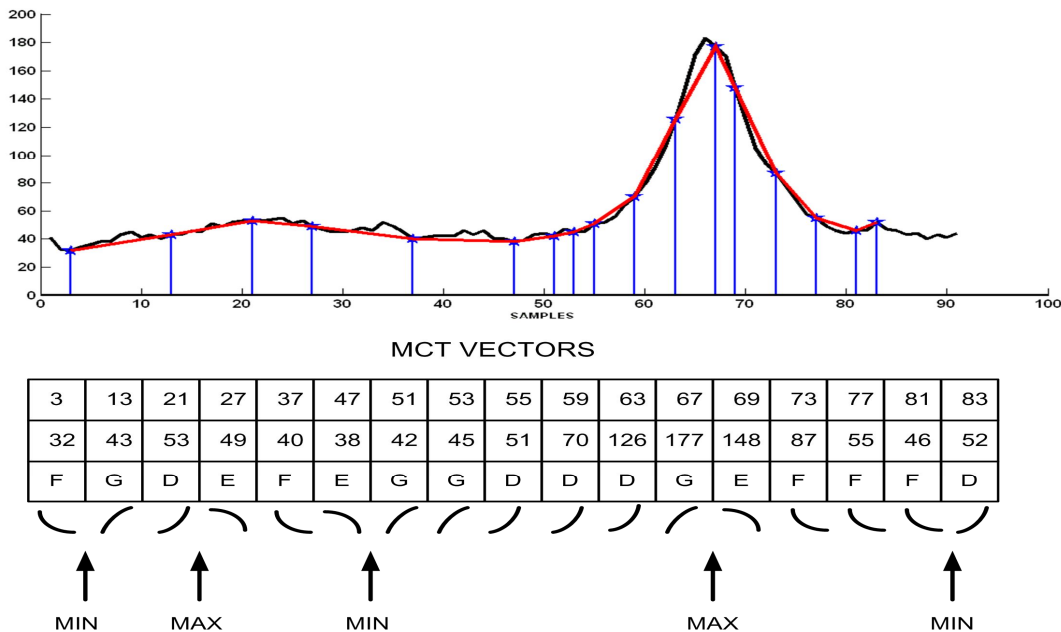 200
180
160
140
120
100
80
60
40
20
0
0 10 20 30 40 50 60 70 80 90 100
SAMPLES
MCT VECTORS
3 13 21 27 37 47 51 53 55 59 63 67 69 73 77 81 83
32 43 53 49 40 38 42 45 51 70 126 177 148 87 55 46 52
F G D E F E G G D D D G E F F F D
MIN MAX MIN MAX MIN